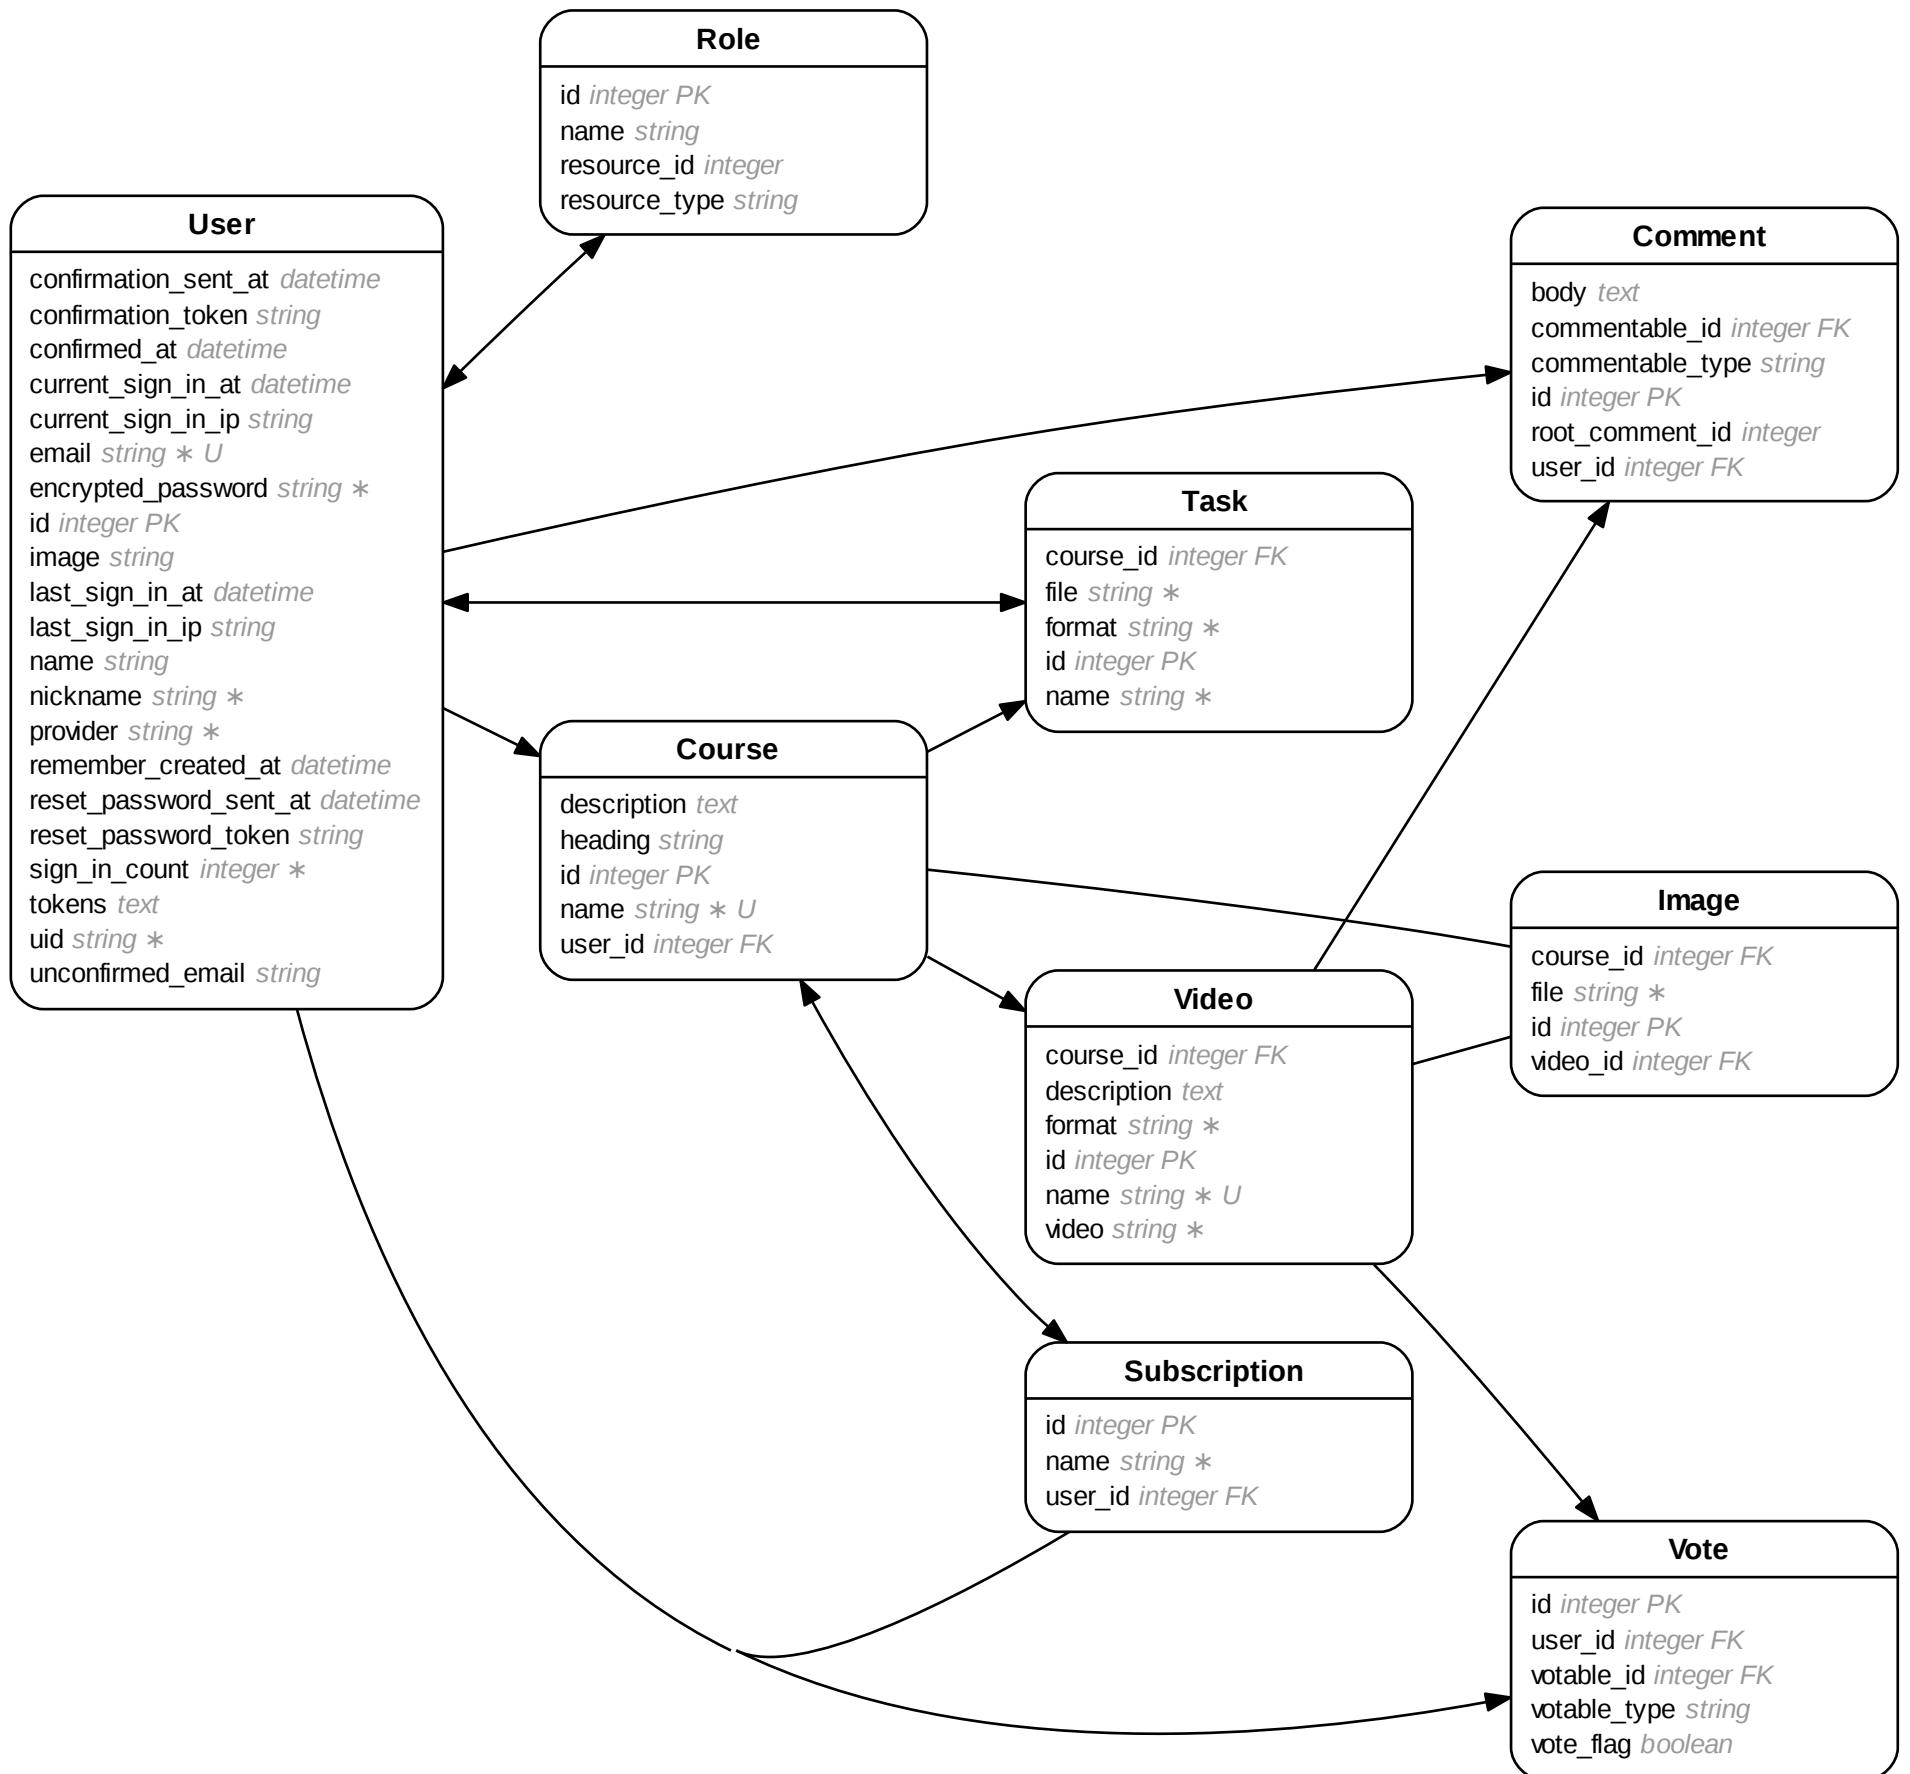 Role
id integer PK
name string
resource_id integer
resource_type string
User
confirmation_sent_at datetime
confirmation_token string
confirmed_at datetime
current_sign_in_at datetime
current_sign_in_ip string
email string ∗ U
encrypted_password string ∗
id integer PK
image string
last_sign_in_at datetime
last_sign_in_ip string
name string
nickname string ∗
provider string ∗
remember_created_at datetime
reset_password_sent_at datetime
reset_password_token string
sign_in_count integer ∗
tokens text
uid string ∗
unconfirmed_email string
Comment
body text
commentable_id integer FK
commentable_type string
id integer PK
root_comment_id integer
user_id integer FK
Task
course_id integer FK
file string ∗
format string ∗
id integer PK
name string ∗
Course
description text
heading string
id integer PK
name string ∗ U
user_id integer FK
Image
course_id integer FK
file string ∗
id integer PK
video_id integer FK
Video
course_id integer FK
description text
format string ∗
id integer PK
name string ∗ U
video string ∗
Subscription
id integer PK
name string ∗
user_id integer FK
Vote
id integer PK
user_id integer FK
votable_id integer FK
votable_type string
vote_flag boolean